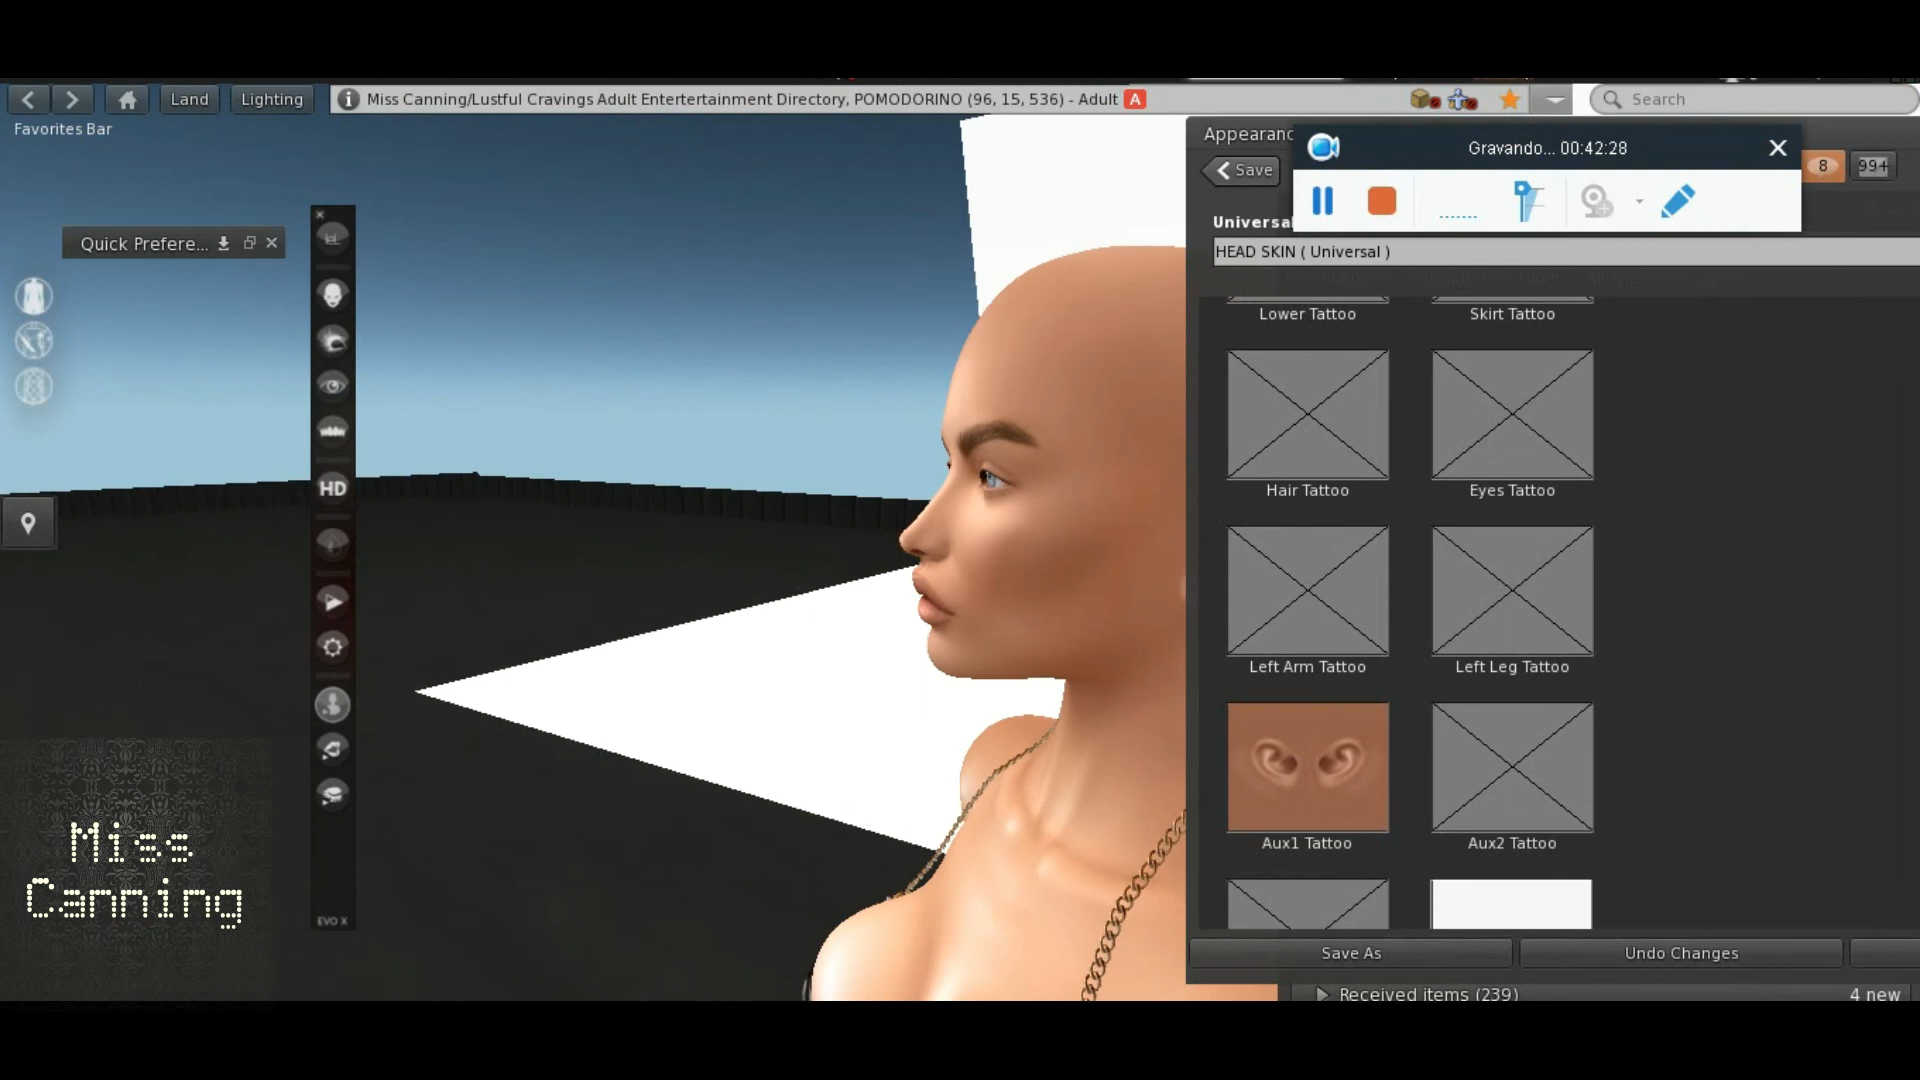 Land
Lighting
Miss Canning/Lustful Cravings Adult Entertertainment Directory, POMODORINO (96, 15, 536) - Adult A
Search
Favorites Bar
Appearanc
Gravando... 00:42:28
8
99+
Save
Quick Prefere...
Universal
HEAD SKIN ( Universal )
Lower Tattoo
Skirt Tattoo
Hair Tattoo
Eyes Tattoo
HD
Left Arm Tattoo
Left Leg Tattoo
Aux1 Tattoo
Aux2 Tattoo
Miss
Canning
EVO X
Save As
Undo Changes
Received items (239)
4 new